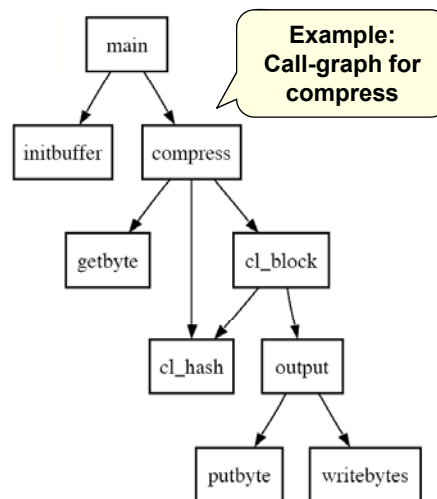 Example:
Call-graph for
compress
main
initbuffer
compress
getbyte
cl_block
cl_hash
output
putbyte
writebytes